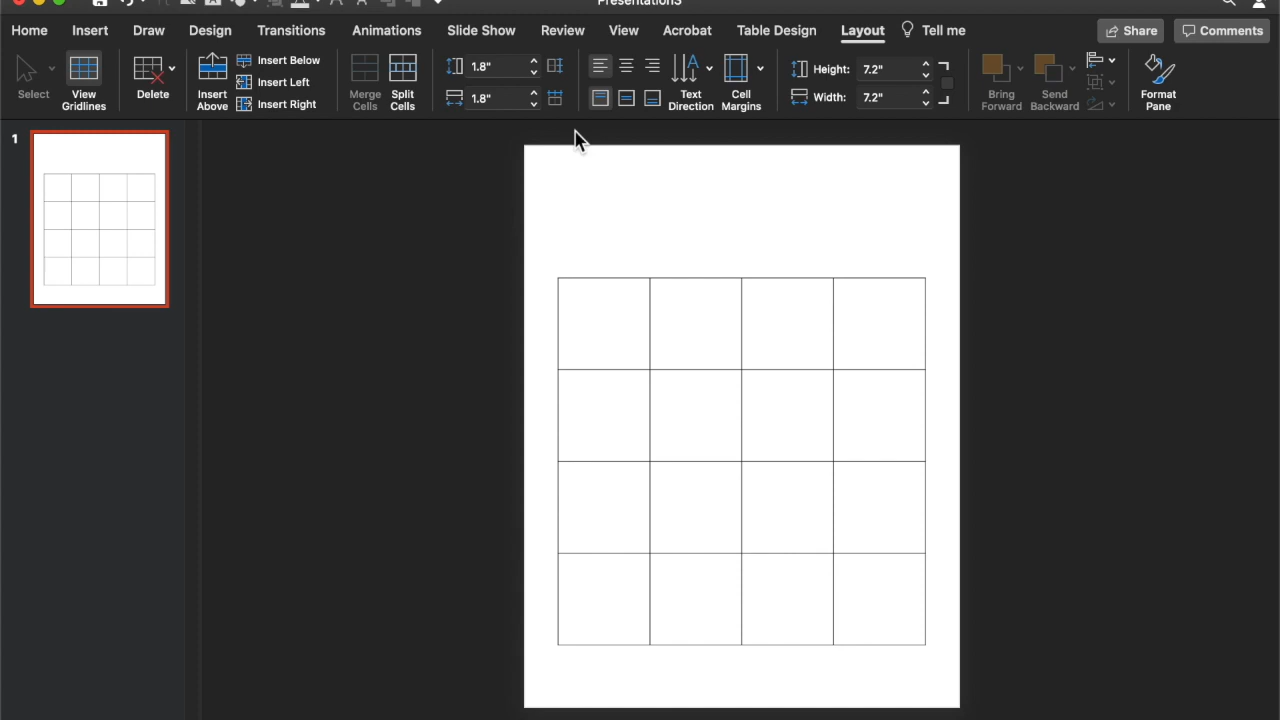 Presentation3
Home Insert Draw Design Transitions Animations Slide Show Review View Acrobat Table Design Layout Tell me Share Comments
Select
View
Gridlines
Delete
Insert
Above
Insert Below
Insert Left
Insert Right
Merge
Cells
Split
Cells
1.8"
1.8"
Text
Direction
Cell
Margins
Height: 7.2"
Width: 7.2"
Bring
Forward
Send
Backward
Format
Pane
1